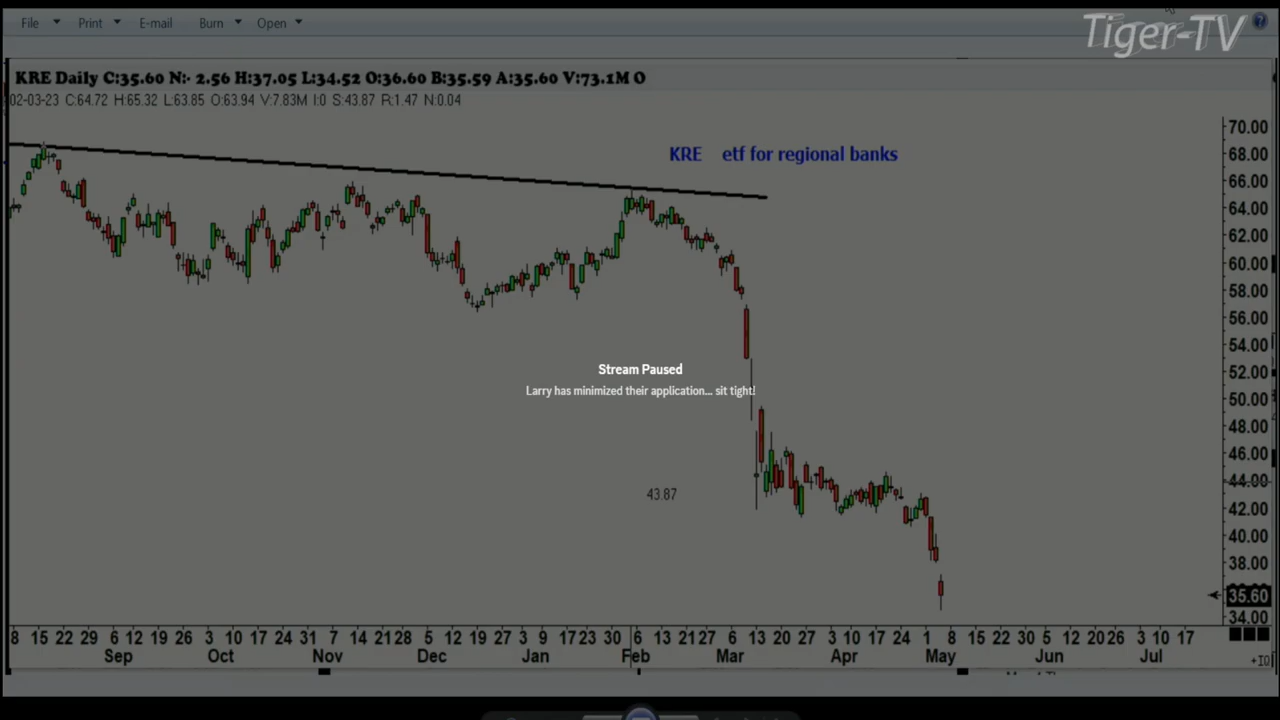 File Print E-mail Burn Open
Tiger-TV
KRE Daily C:35.60 N:- 2.56 H:37.05 L:34.52 O:36.60 B:35.59 A:35.60 V:73.1M O
02-03-23 C:64.72 H:65.32 L:63.85 O:63.94 V:7.83M I:0 S:43.87 R:1.47 N:0.04
KRE etf for regional banks
70.00
68.00
66.00
64.00
62.00
60.00
58.00
56.00
54.00
52.00
50.00
48.00
46.00
44.00
42.00
40.00
38.00
35.60
34.00
Stream Paused
Larry has minimized their application... sit tight!
43.87
8 15 22 29 6 12 19 26 3 10 17 24 31 7 14 21 28 5 12 19 27 3 9 17 23 30 6 13 21 27 6 13 20 27 3 10 17 24 1 8 15 22 30 5 12 20 26 3 10 17
Sep Oct Nov Dec Jan Feb Mar Apr May Jun Jul